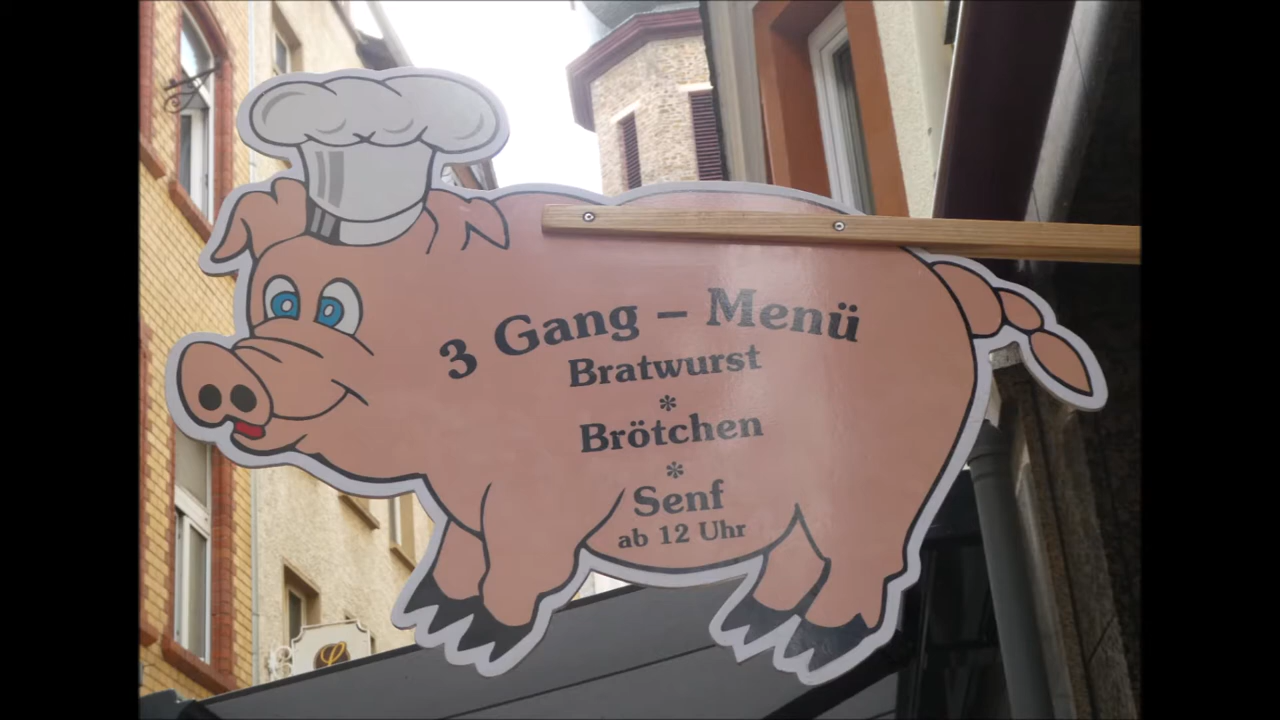 3 Gang – Menü
Bratwurst
*
Brötchen
*
Senf
ab 12 Uhr